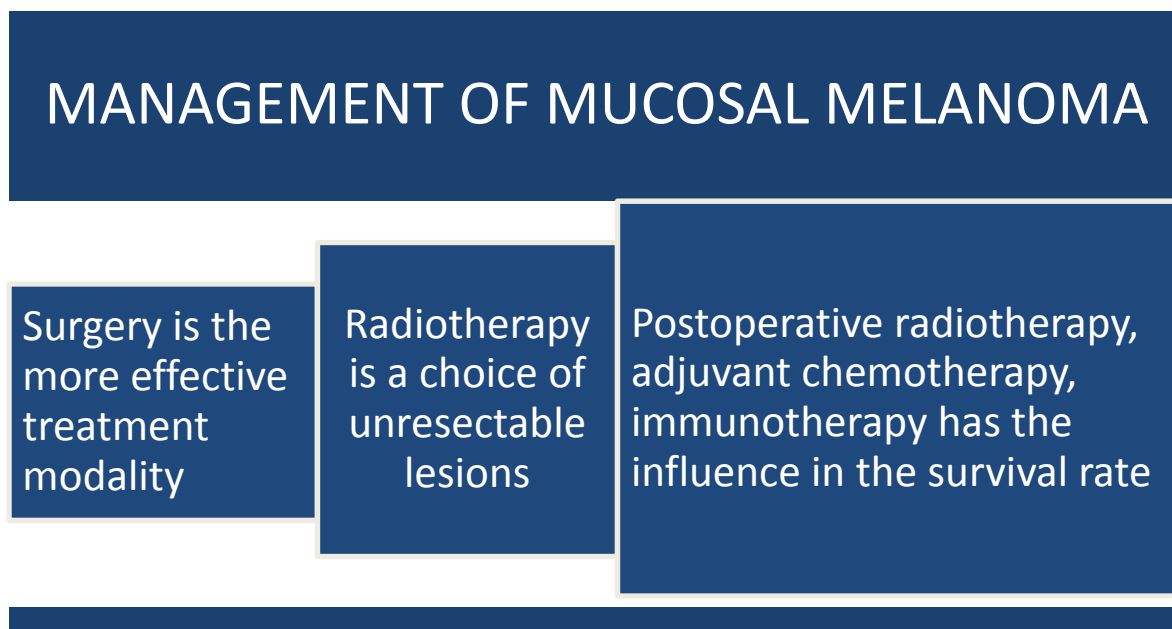 MANAGEMENT OF MUCOSAL MELANOMA
Surgery is the
more effective
treatment
modality
Radiotherapy
is a choice of
unresectable
lesions
Postoperative radiotherapy,
adjuvant chemotherapy,
immunotherapy has the
influence in the survival rate